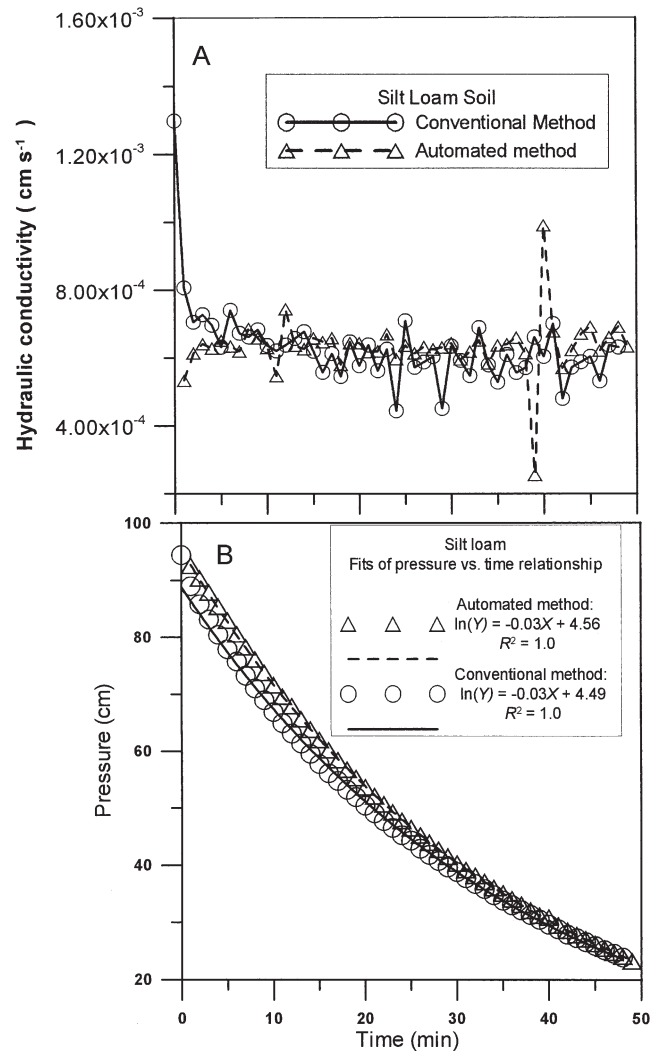 1.60x10-3
A
Silt Loam Soil
Conventional Method
Automated method
1.20x10-3
8.00x10-4
4.00x10-4
Hydraulic conductivity ( cm s-1 )
100
B
Silt loam
Fits of pressure vs. time relationship
Automated method:
ln(Y) = -0.03X + 4.56
R2 = 1.0
Conventional method:
ln(Y) = -0.03X + 4.49
R2 = 1.0
80
60
40
20
Pressure (cm)
0 10 20 30 40 50
Time (min)